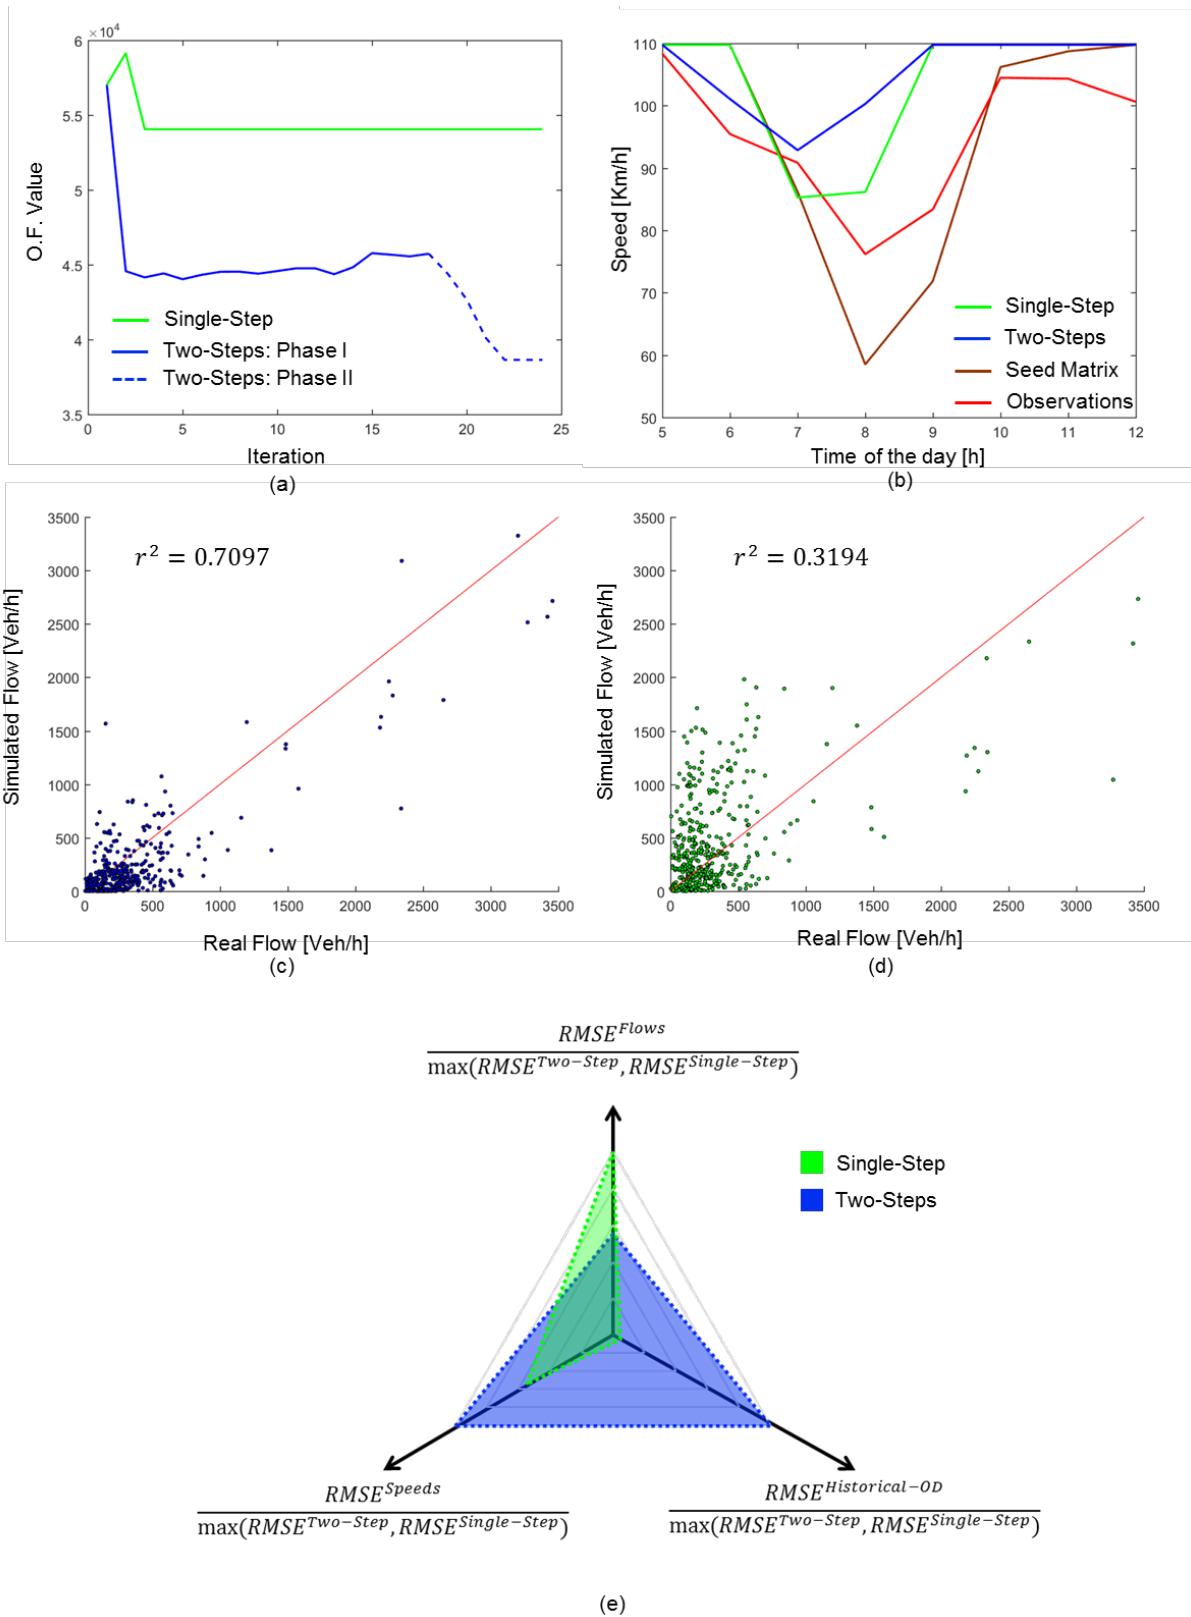 ×10⁴
6
5.5
5
4.5
4
3.5
0 5 10 15 20 25
O.F. Value
Iteration
Single-Step
Two-Steps: Phase I
Two-Steps: Phase II
(a)
110
100
90
80
70
60
50
5 6 7 8 9 10 11 12
Speed [Km/h]
Time of the day [h]
Single-Step
Two-Steps
Seed Matrix
Observations
(b)
3500
3000
2500
2000
1500
1000
500
0
0 500 1000 1500 2000 2500 3000 3500
r² = 0.7097
Simulated Flow [Veh/h]
Real Flow [Veh/h]
(c)
3500
3000
2500
2000
1500
1000
500
0
0 500 1000 1500 2000 2500 3000 3500
r² = 0.3194
Simulated Flow [Veh/h]
Real Flow [Veh/h]
(d)
RMSE^Flows
max(RMSE^Two−Step, RMSE^Single−Step)
Single-Step
Two-Steps
RMSE^Speeds
max(RMSE^Two−Step, RMSE^Single−Step)
RMSE^Historical−OD
max(RMSE^Two−Step, RMSE^Single−Step)
(e)